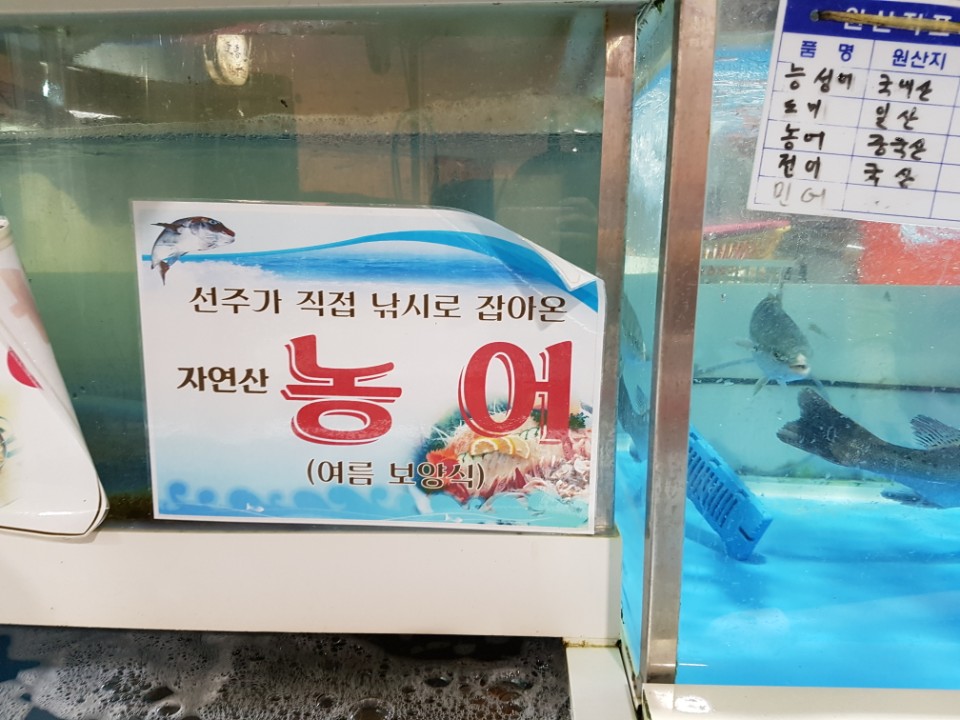 선주가 직접 낚시로 잡아온
자연산 농어
(여름 보양식)
원산지표
품명 원산지
능성어 국내산
도미 일산
농어 중국산
전어 국산
민어